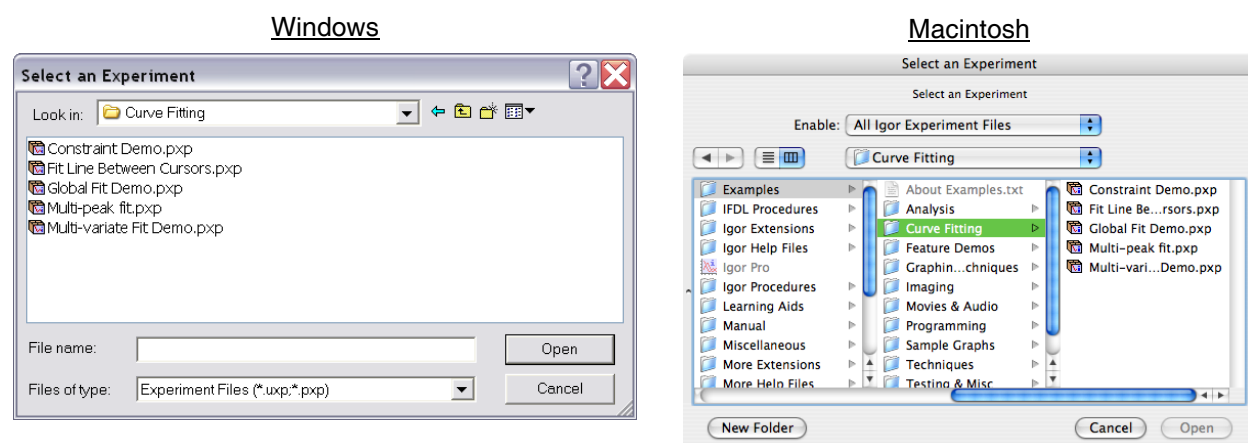 Windows
Select an Experiment
Look in: Curve Fitting
Constraint Demo.pxp
Fit Line Between Cursors.pxp
Global Fit Demo.pxp
Multi-peak fit.pxp
Multi-variate Fit Demo.pxp
File name:
Open
Files of type: Experiment Files (*.uxp;*.pxp)
Cancel
Macintosh
Select an Experiment
Select an Experiment
Enable: All Igor Experiment Files
Curve Fitting
Examples
IFDL Procedures
Igor Extensions
Igor Help Files
Igor Pro
Igor Procedures
Learning Aids
Manual
Miscellaneous
More Extensions
More Help Files
About Examples.txt
Analysis
Curve Fitting
Feature Demos
Graphin...chniques
Imaging
Movies & Audio
Programming
Sample Graphs
Techniques
Testing & Misc
Constraint Demo.pxp
Fit Line Be...rsors.pxp
Global Fit Demo.pxp
Multi-peak fit.pxp
Multi-vari...Demo.pxp
New Folder
Cancel
Open